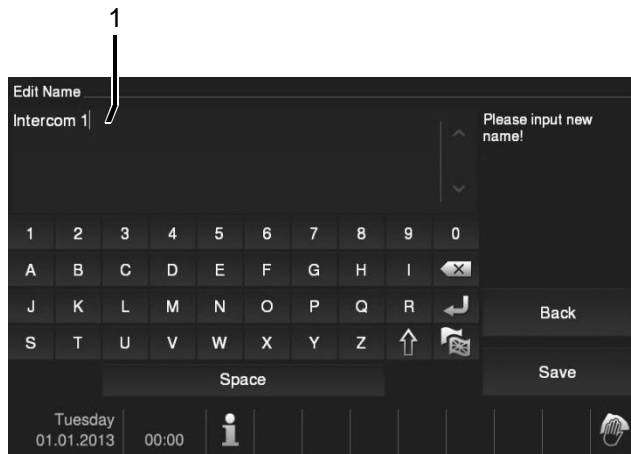 1
Edit Name
Intercom 1
Please input new
name!
1 2 3 4 5 6 7 8 9 0
A B C D E F G H I
J K L M N O P Q R
Back
S T U V W X Y Z
Save
Space
Tuesday
01.01.2013 00:00